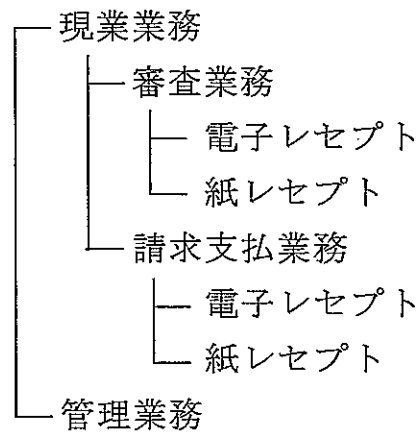 現業業務
審査業務
電子レセプト
紙レセプト
請求支払業務
電子レセプト
紙レセプト
管理業務